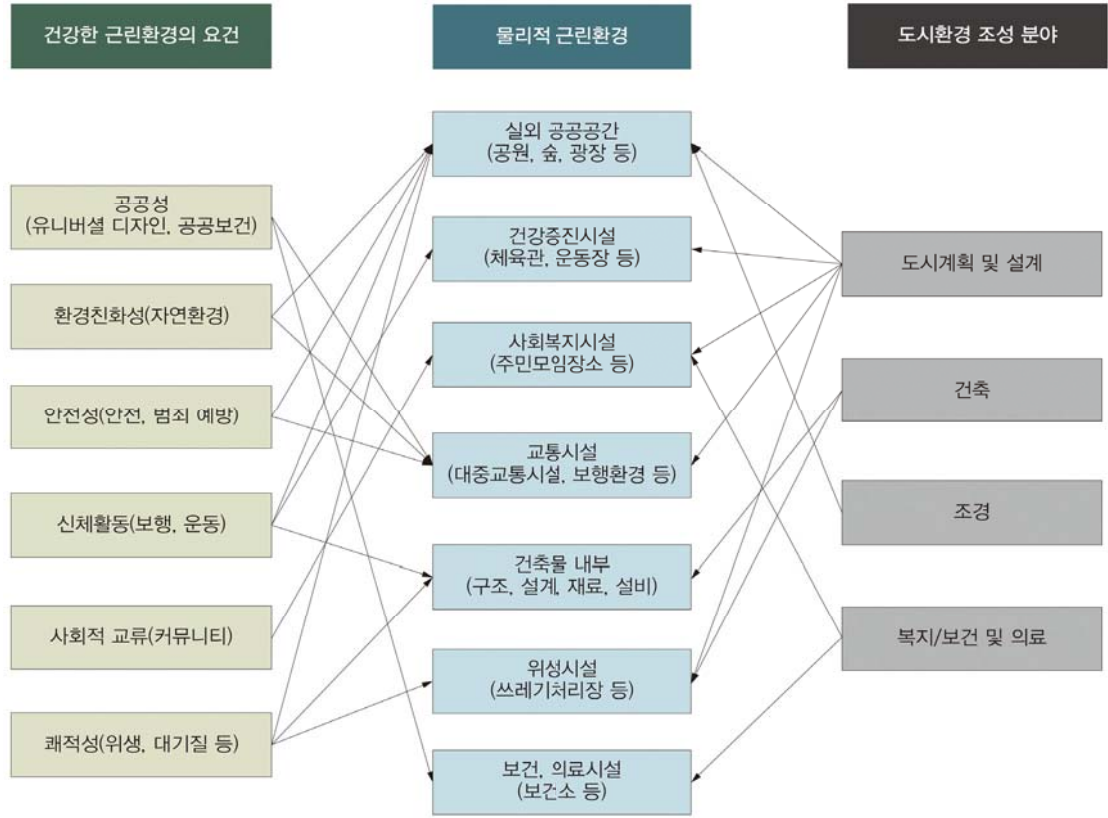 건강한 근린환경의 요건
물리적 근린환경
도시환경 조성 분야
공공성
(유니버셜 디자인, 공공보건)
환경친화성(자연환경)
안전성(안전, 범죄 예방)
신체활동(보행, 운동)
사회적 교류(커뮤니티)
쾌적성(위생, 대기질 등)
실외 공공공간
(공원, 숲, 광장 등)
건강증진시설
(체육관, 운동장 등)
사회복지시설
(주민모임장소 등)
교통시설
(대중교통시설, 보행환경 등)
건축물 내부
(구조, 설계, 재료, 설비)
위성시설
(쓰레기처리장 등)
보건, 의료시설
(보건소 등)
도시계획 및 설계
건축
조경
복지/보건 및 의료